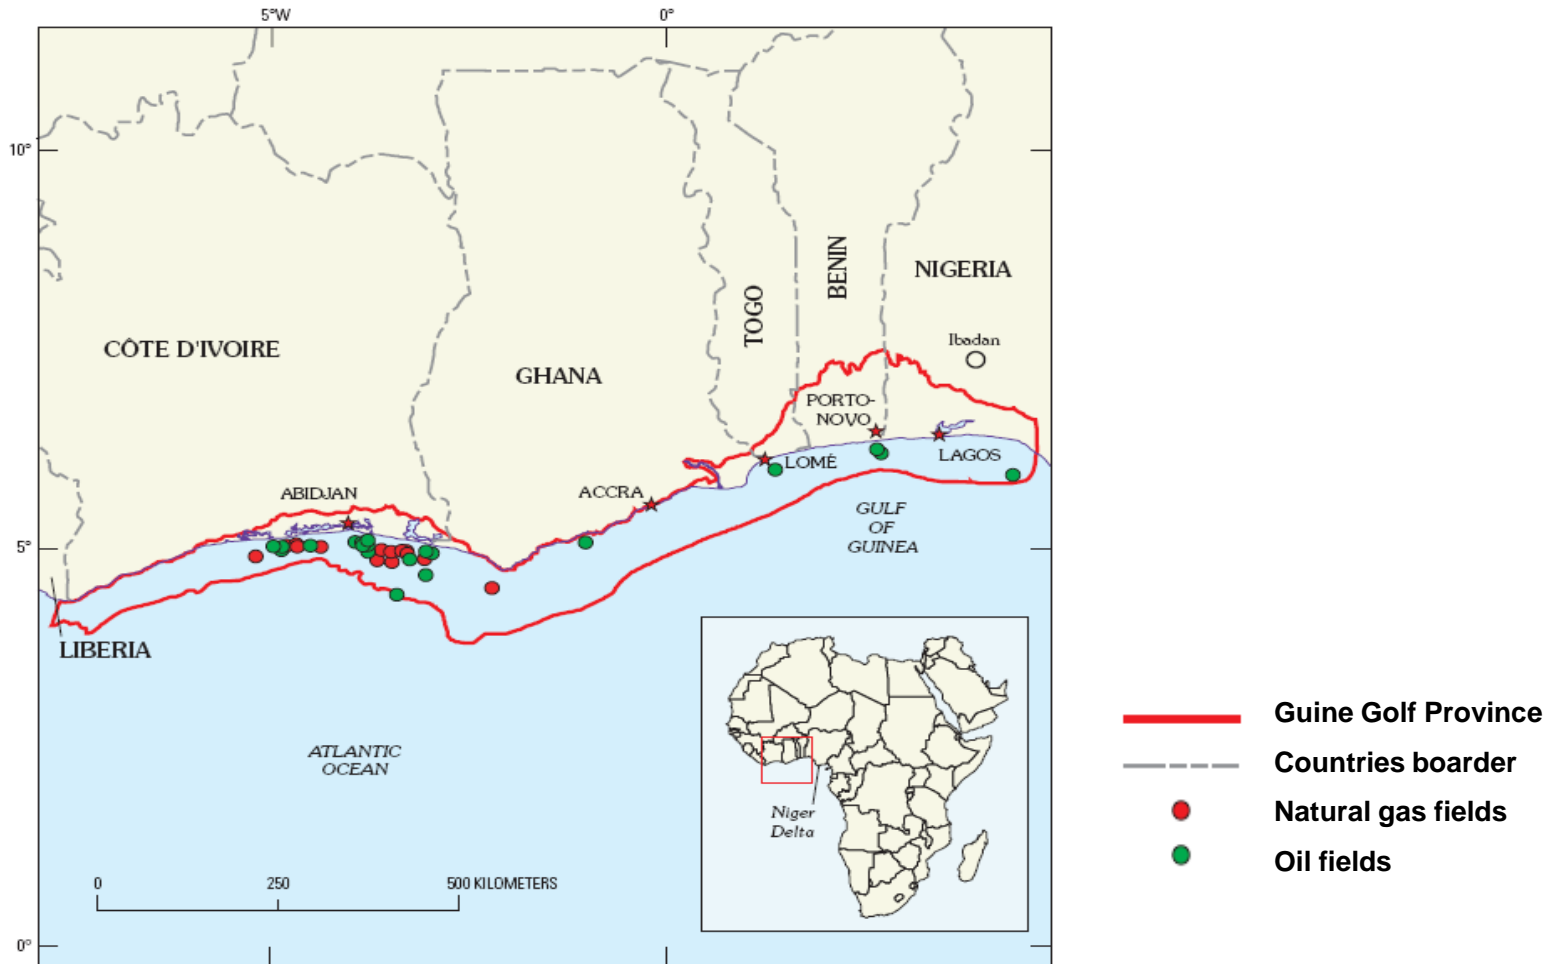 5°W
0°
10°
5°
0°
CÔTE D'IVOIRE
GHANA
TOGO
BENIN
NIGERIA
Ibadan
PORTO-
NOVO
LAGOS
LOMÉ
ACCRA
ABIDJAN
LIBERIA
GULF
OF
GUINEA
ATLANTIC
OCEAN
Niger
Delta
0 250 500 KILOMETERS
Guine Golf Province
Countries boarder
Natural gas fields
Oil fields